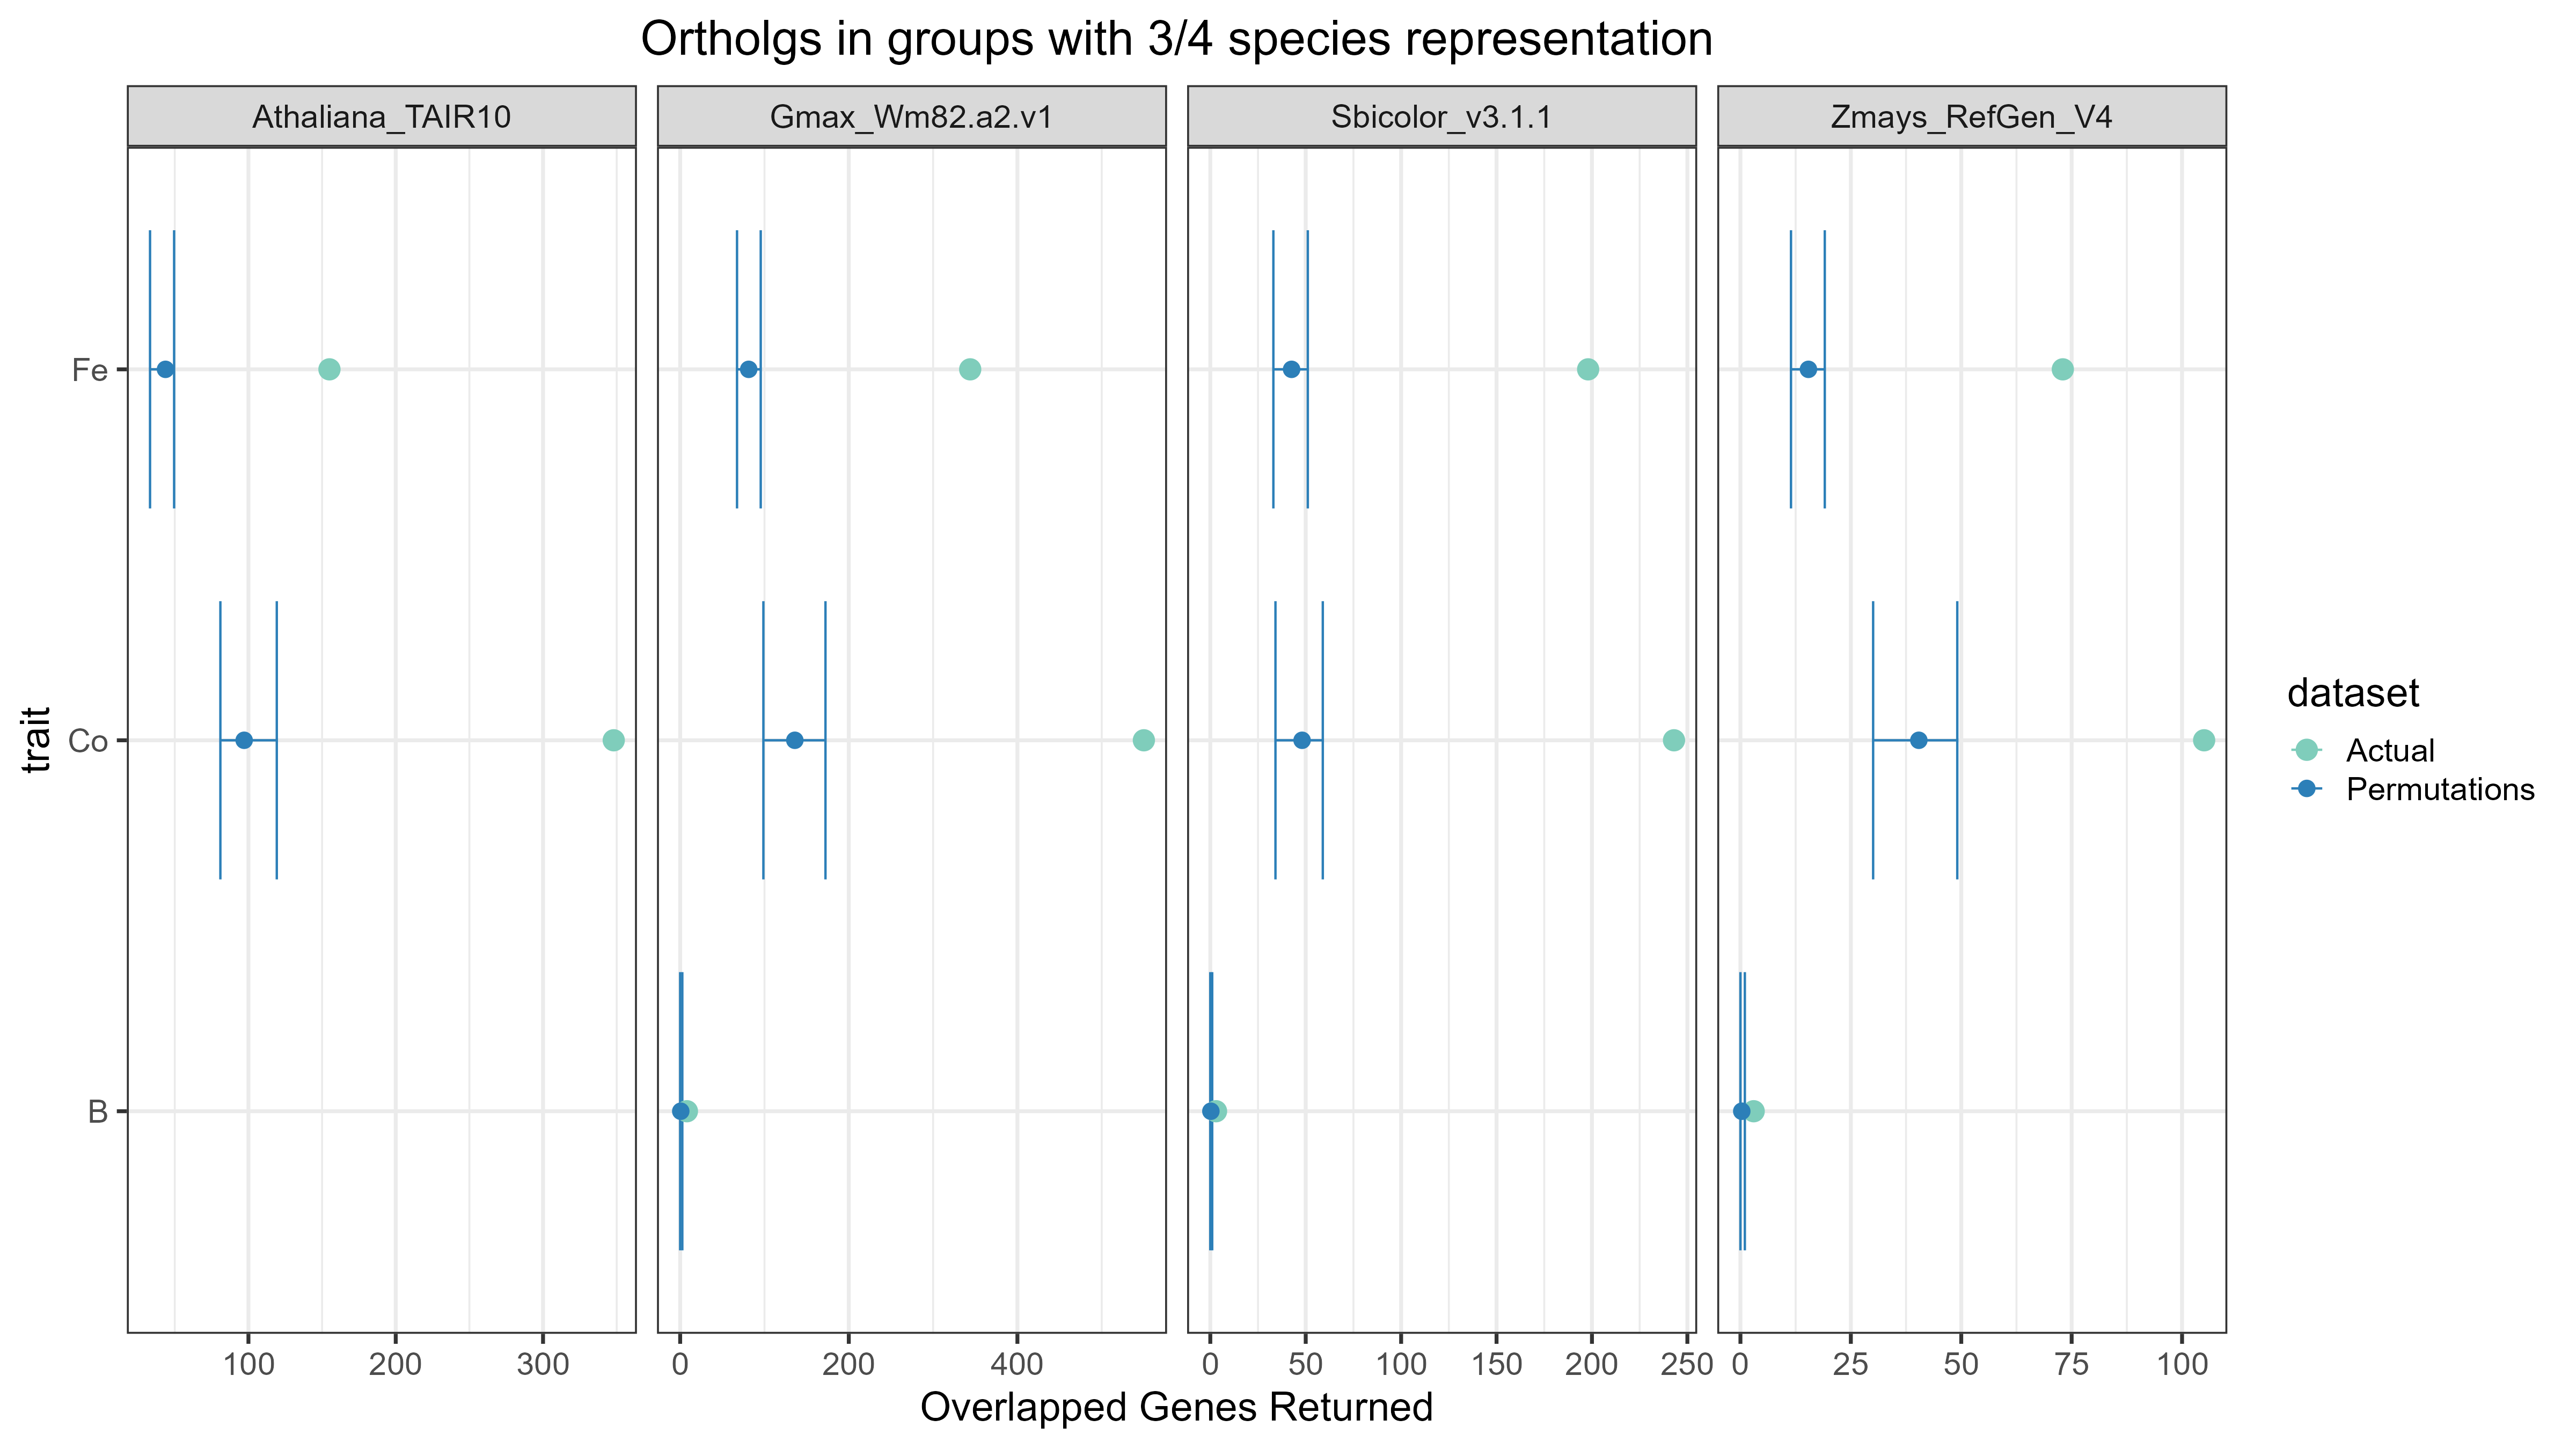 Ortholgs in groups with 3/4 species representation
Athaliana_TAIR10 Gmax_Wm82.a2.v1 Sbicolor_v3.1.1 Zmays_RefGen_V4
Fe
Co
B
trait
100 200 300 0 200 400 0 50 100 150 200 250 0 25 50 75 100
Overlapped Genes Returned
dataset
Actual
Permutations